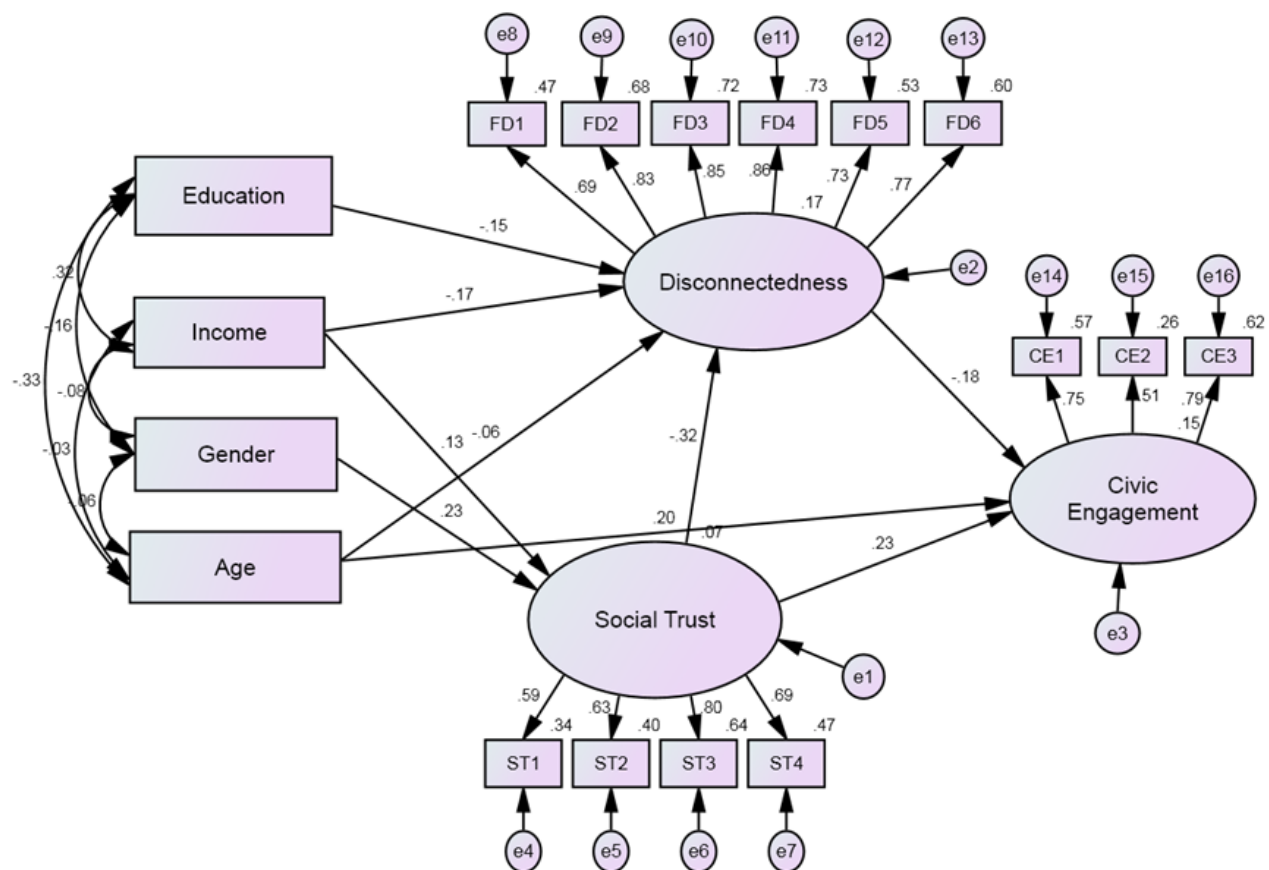 e8 e9 e10 e11 e12 e13
.47 .68 .72 .73 .53 .60
FD1 FD2 FD3 FD4 FD5 FD6
.69 .83 .85 .86 .73 .77
.17
Education
-.15
Disconnectedness
e2
e14 e15 e16
.32
-.17
Income
.57 .26 .62
CE1 CE2 CE3
-.16
-.33
-.08
-.18
.75 .51 .79
.15
Gender
.13 -.06
-.32
-.03
.06
.23
.20
.07
Civic
Engagement
.23
Age
Social Trust
e3
e1
.59 .63 .80 .69
.34 .40 .64 .47
ST1 ST2 ST3 ST4
e4 e5 e6 e7